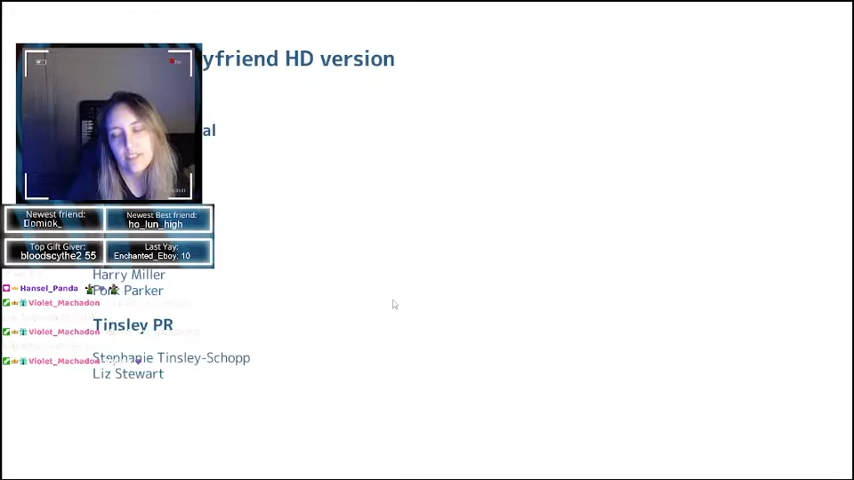 yfriend HD version
al
Newest friend:
Domiok_
Newest Best friend:
ho_lun_high
Top Gift Giver:
bloodscythe2 55
Last Yay:
Enchanted_Eboy: 10
Harry Miller
Hansel_Panda
Parker
Violet_Machadon
Tinsley PR
Violet_Machadon
Stephanie Tinsley-Schopp
Violet_Machadon
Liz Stewart